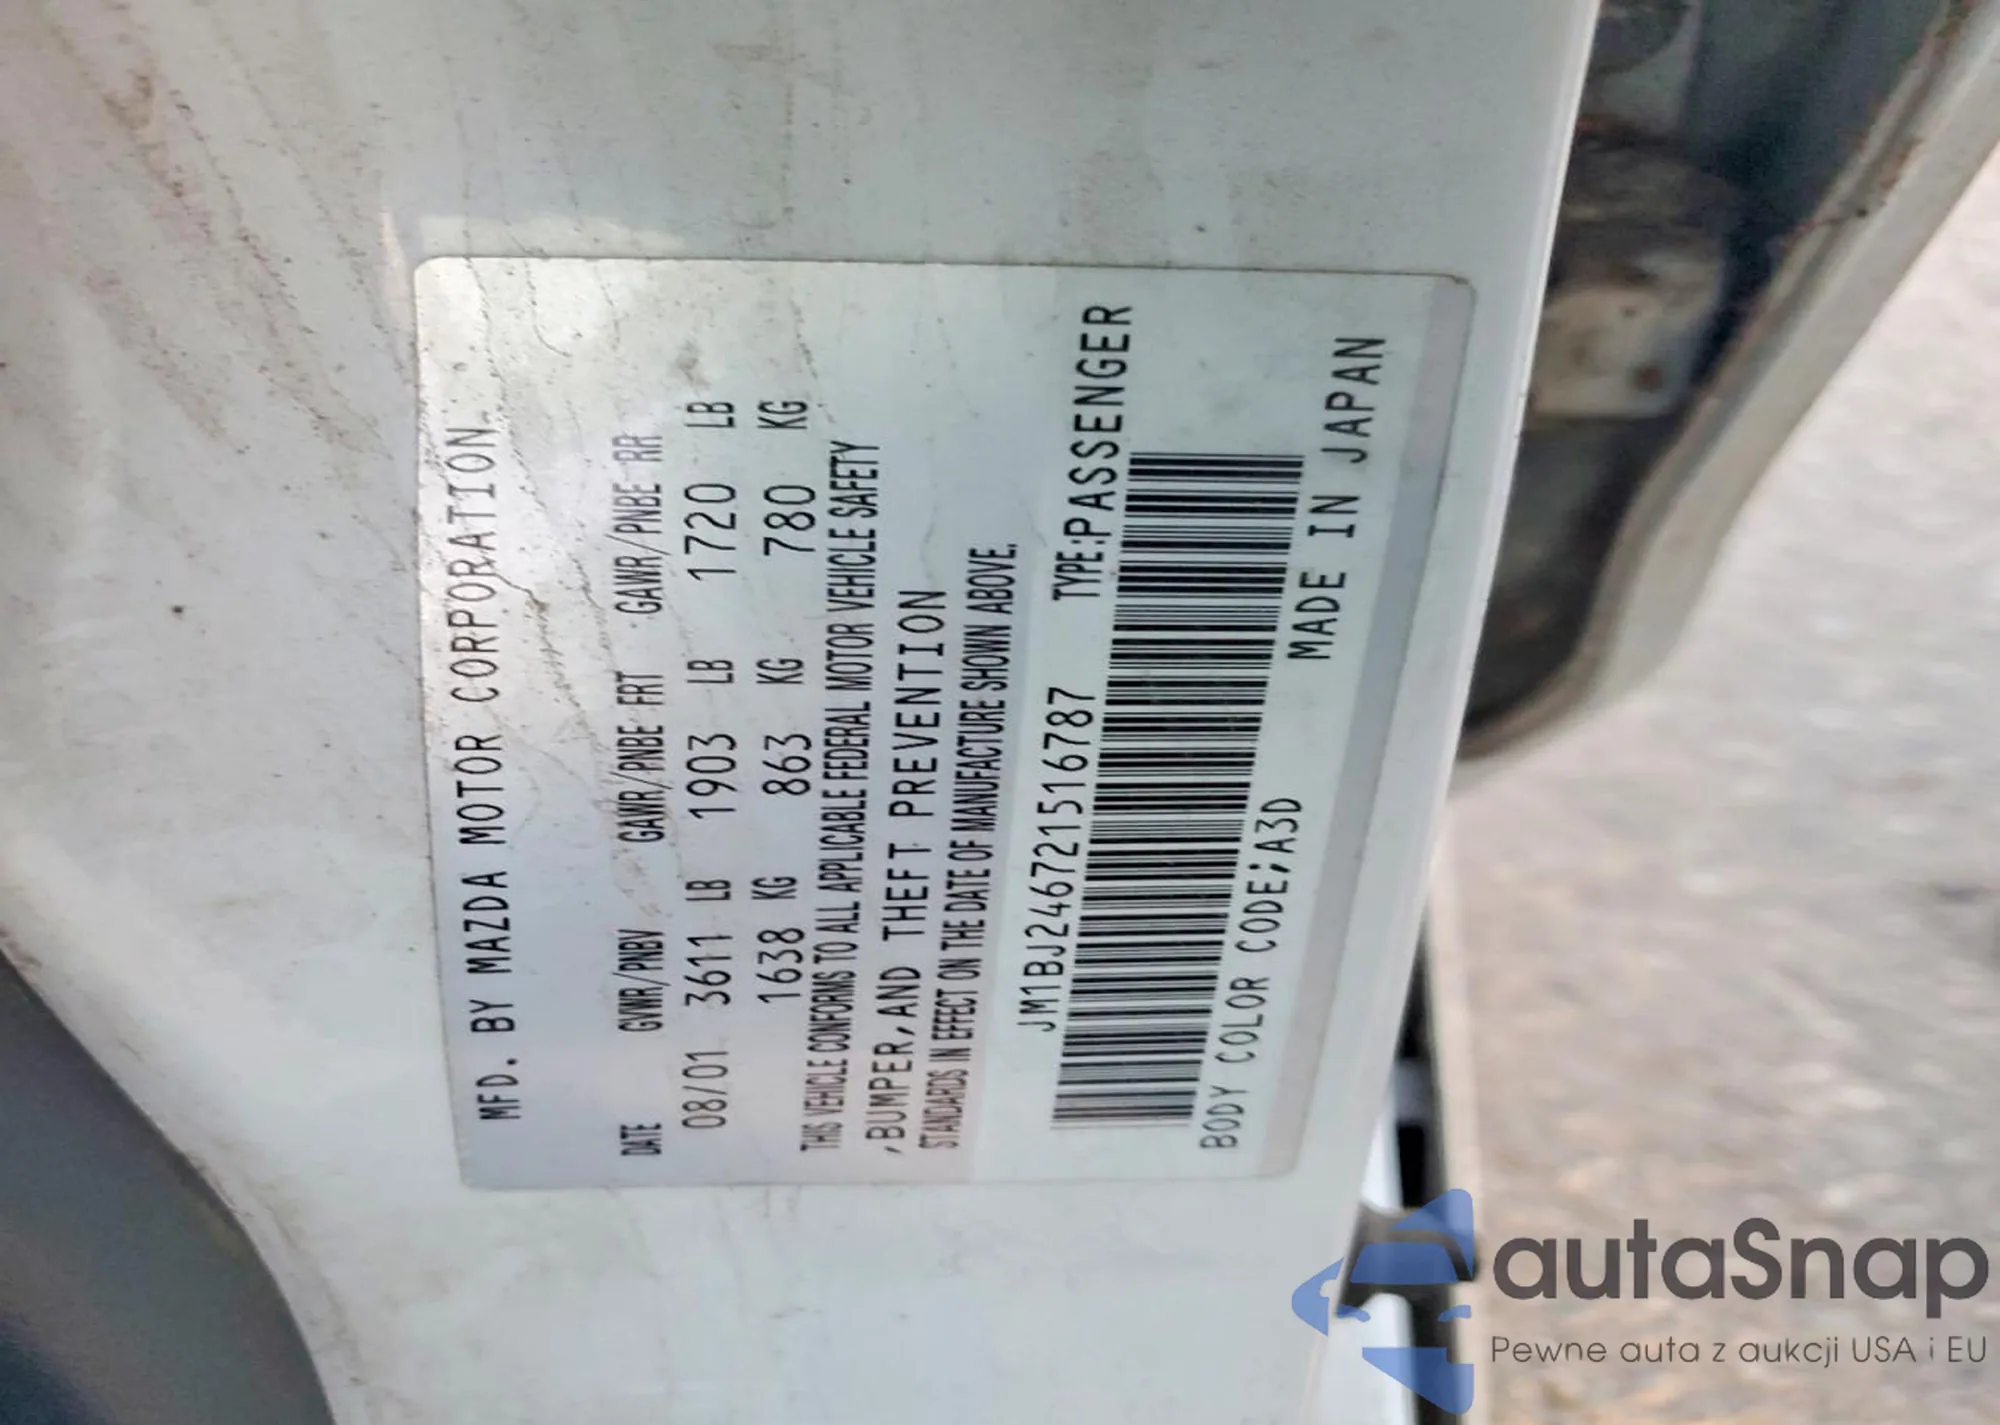 MFD. BY MAZDA MOTOR CORPORATION
DATE GVWR/PNBV GAWR/PNBE FRT GAWR/PNBE RR
08/01 3611 LB 1903 LB 1720 LB
1638 KG 863 KG 780 KG
THIS VEHICLE CONFORMS TO ALL APPLICABLE FEDERAL MOTOR VEHICLE SAFETY
,BUMPER,AND THEFT PREVENTION
STANDARDS IN EFFECT ON THE DATE OF MANUFACTURE SHOWN ABOVE.
JM1BJ246721516787 TYPE:PASSENGER
BODY COLOR CODE;A3D MADE IN JAPAN
autaSnap
Pewne auta z aukcji USA i EU